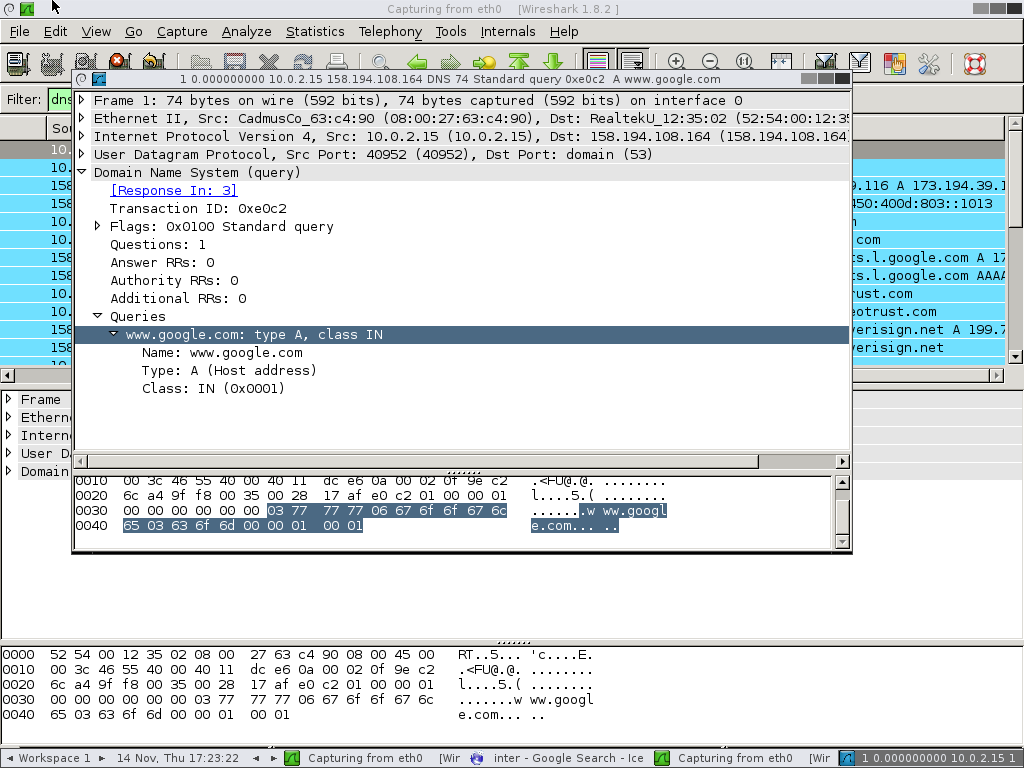 Capturing from eth0 [Wireshark 1.8.2 ]
File Edit View Go Capture Analyze Statistics Telephony Tools Internals Help
1 0.000000000 10.0.2.15 158.194.108.164 DNS 74 Standard query 0xe0c2 A www.google.com
Filter: dns
Frame 1: 74 bytes on wire (592 bits), 74 bytes captured (592 bits) on interface 0
Ethernet II, Src: CadmusCo_63:c4:90 (08:00:27:63:c4:90), Dst: RealtekU_12:35:02 (52:54:00:12:35
Internet Protocol Version 4, Src: 10.0.2.15 (10.0.2.15), Dst: 158.194.108.164 (158.194.108.164)
User Datagram Protocol, Src Port: 40952 (40952), Dst Port: domain (53)
Domain Name System (query)
[Response In: 3]
Transaction ID: 0xe0c2
Flags: 0x0100 Standard query
Questions: 1
Answer RRs: 0
Authority RRs: 0
Additional RRs: 0
Queries
www.google.com: type A, class IN
Name: www.google.com
Type: A (Host address)
Class: IN (0x0001)
10.
10.
158 9.116 A 173.194.39.1
158 450:400d:803::1013
10.
10. com
158 ts.l.google.com A 17
158 ts.l.google.com AAAA
10. rust.com
10. eotrust.com
158 verisign.net A 199.7
158 verisign.net
Frame
Ethern
Intern
User Da
Domain
0010 00 3c 46 55 40 00 40 11 dc e6 0a 00 02 0f 9e c2 .<FU@.@. ........
0020 6c a4 9f f8 00 35 00 28 17 af e0 c2 01 00 00 01 l....5.( ........
0030 00 00 00 00 00 00 03 77 77 77 06 67 6f 6f 67 6c .......w ww.googl
0040 65 03 63 6f 6d 00 00 01 00 01 e.com... ..
0000 52 54 00 12 35 02 08 00 27 63 c4 90 08 00 45 00 RT..5... 'c....E.
0010 00 3c 46 55 40 00 40 11 dc e6 0a 00 02 0f 9e c2 .<FU@.@. ........
0020 6c a4 9f f8 00 35 00 28 17 af e0 c2 01 00 00 01 l....5.( ........
0030 00 00 00 00 00 00 03 77 77 77 06 67 6f 6f 67 6c .......w ww.googl
0040 65 03 63 6f 6d 00 00 01 00 01 e.com... ..
Workspace 1 14 Nov, Thu 17:23:22 Capturing from eth0 [Wir inter - Google Search - Ice Capturing from eth0 [Wir 1 0.000000000 10.0.2.15 1